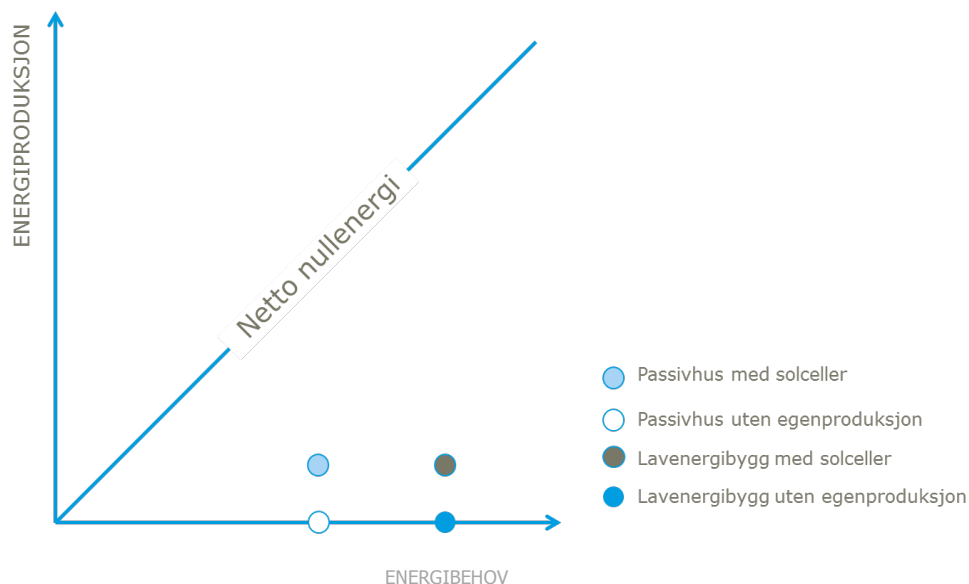 ENERGIPRODUKSJON
Netto nullenergi
Passivhus med solceller
Passivhus uten egenproduksjon
Lavenergibygg med solceller
Lavenergibygg uten egenproduksjon
ENERGIBEHOV